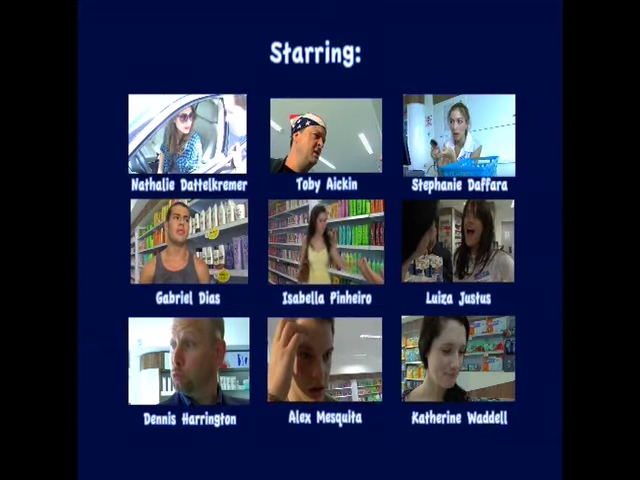 Starring:
Nathalie Dattelkremer
Toby Aickin
Stephanie Daffara
Gabriel Dias
Isabella Pinheiro
Luiza Justus
Dennis Harrington
Alex Mesquita
Katherine Waddell